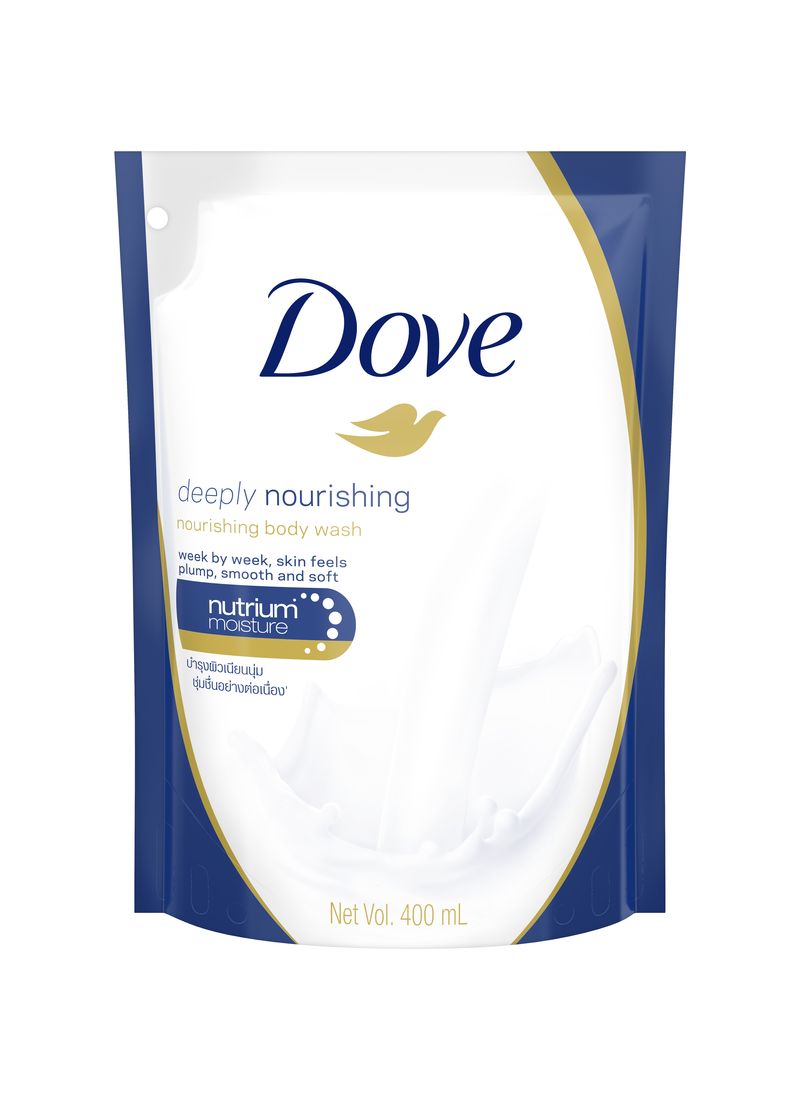 Dove
deeply nourishing
nourishing body wash
week by week, skin feels
plump, smooth and soft
nutrium
moisture
บำรุงผิวเนียนนุ่ม
ชุ่มชื่นอย่างต่อเนื่อง¹
Net Vol. 400 mL